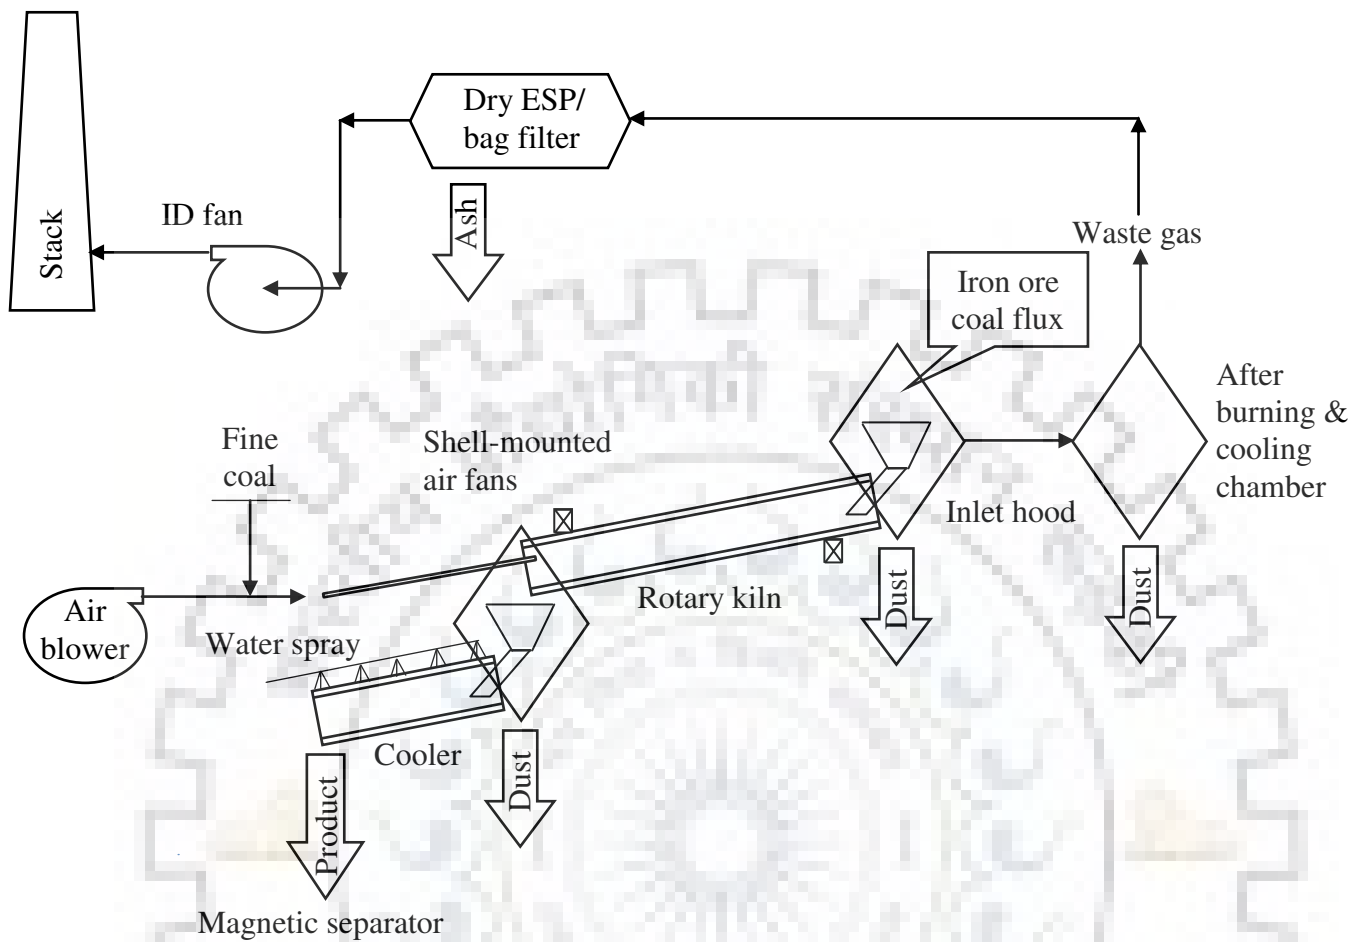 Dry ESP/
bag filter
Stack
ID fan
Ash
Waste gas
Iron ore
coal flux
After
burning &
cooling
chamber
Fine
coal
Shell-mounted
air fans
Inlet hood
Rotary kiln
Dust
Dust
Air
blower
Water spray
Cooler
Dust
Product
Magnetic separator